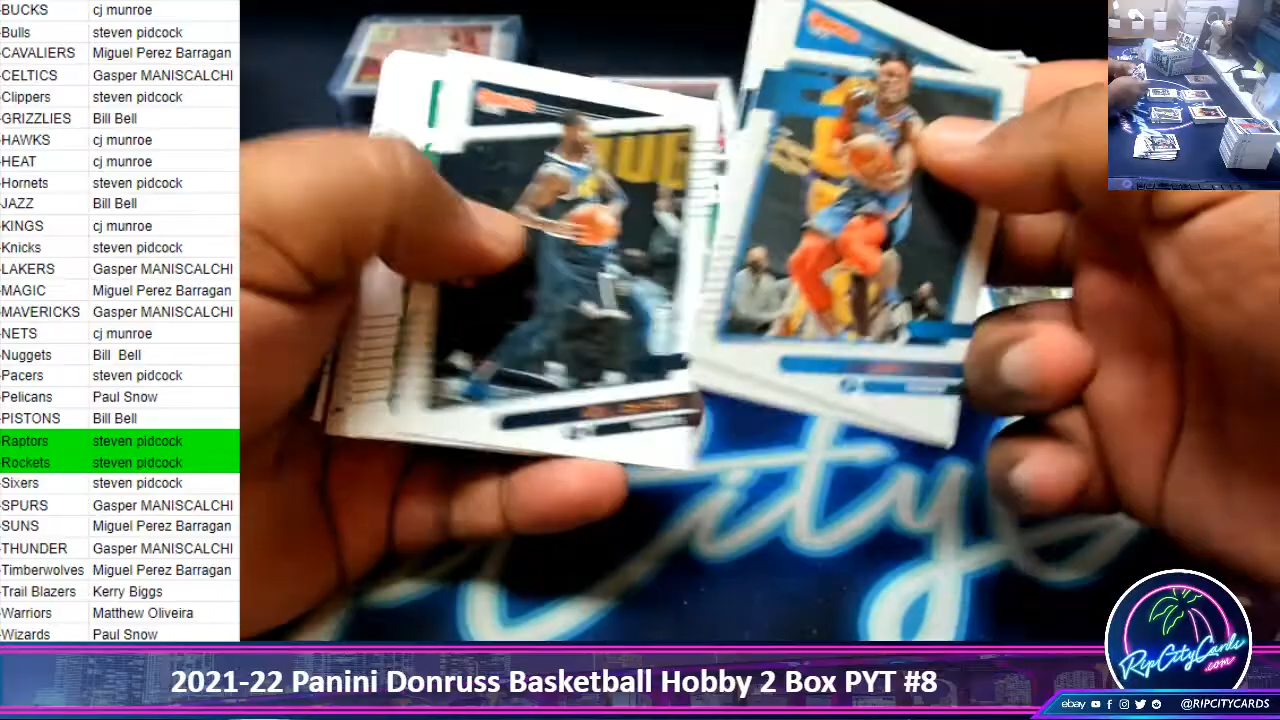 -BUCKS cj munroe
-Bulls steven pidcock
-CAVALIERS Miguel Perez Barragan
-CELTICS Gasper MANISCALCHI
-Clippers steven pidcock
-GRIZZLIES Bill Bell
-HAWKS cj munroe
-HEAT cj munroe
-Hornets steven pidcock
-JAZZ Bill Bell
-KINGS cj munroe
-Knicks steven pidcock
-LAKERS Gasper MANISCALCHI
-MAGIC Miguel Perez Barragan
-MAVERICKS Gasper MANISCALCHI
-NETS cj munroe
-Nuggets Bill Bell
-Pacers steven pidcock
-Pelicans Paul Snow
-PISTONS Bill Bell
-Raptors steven pidcock
-Rockets steven pidcock
-Sixers steven pidcock
-SPURS Gasper MANISCALCHI
-SUNS Miguel Perez Barragan
-THUNDER Gasper MANISCALCHI
-Timberwolves Miguel Perez Barragan
-Trail Blazers Kerry Biggs
-Warriors Matthew Oliveira
-Wizards Paul Snow
City
2021-22 Panini Donruss Basketball Hobby 2 Box PYT #8
RipCityCards
.com
ebay @RIPCITYCARDS